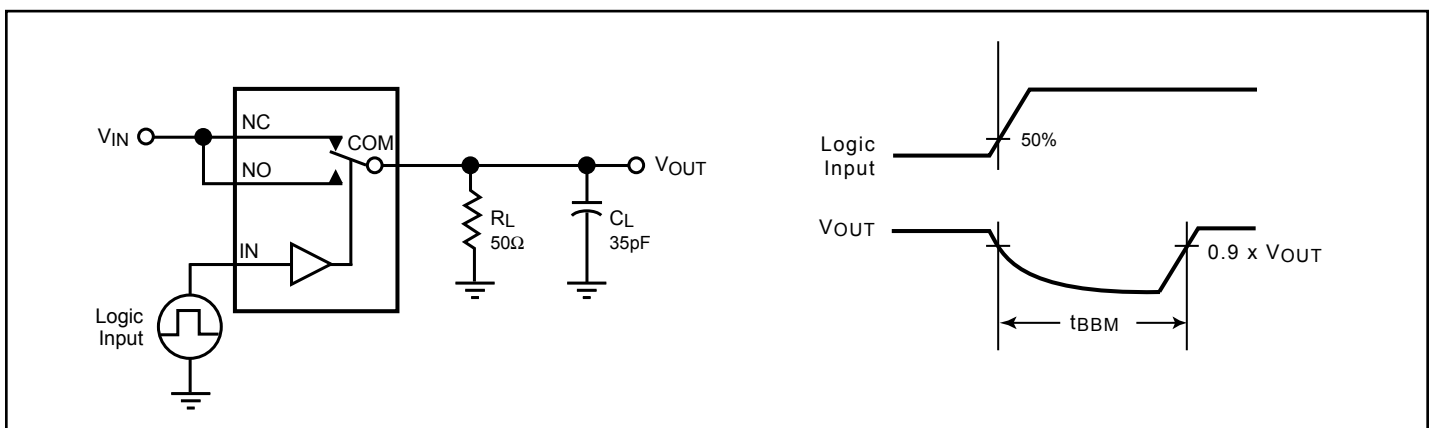 VIN
NC
COM
NO
IN
Logic
Input
RL
50Ω
CL
35pF
VOUT
Logic
Input
50%
VOUT
0.9 x VOUT
tBBM